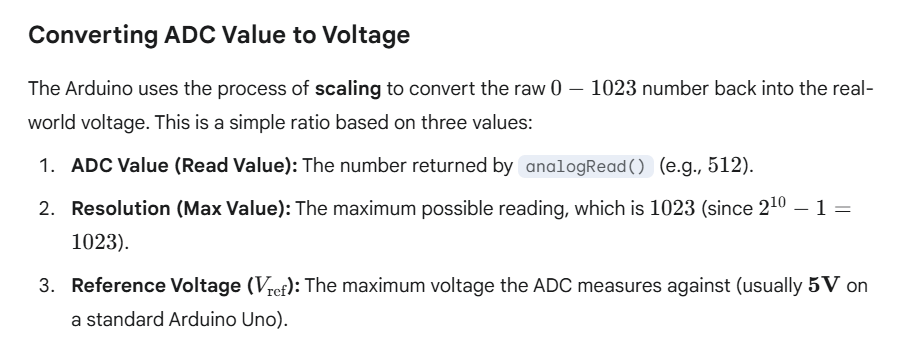 Converting ADC Value to Voltage
The Arduino uses the process of scaling to convert the raw 0 − 1023 number back into the real-
world voltage. This is a simple ratio based on three values:
1. ADC Value (Read Value): The number returned by analogRead() (e.g., 512).
2. Resolution (Max Value): The maximum possible reading, which is 1023 (since 2¹⁰ − 1 =
1023).
3. Reference Voltage (V_ref): The maximum voltage the ADC measures against (usually 5V on
a standard Arduino Uno).